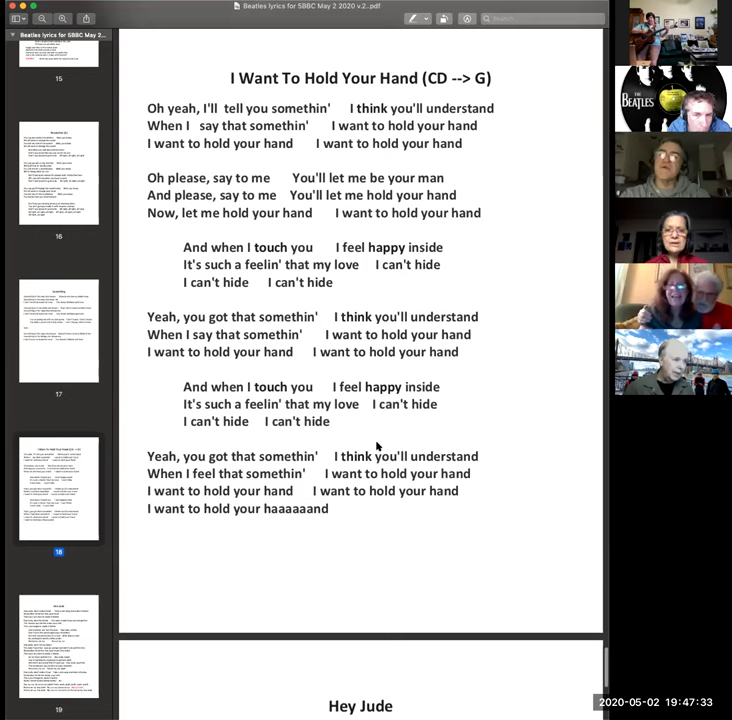 Beatles lyrics for 5BBC May 2 2020 v.2..pdf
Search
Beatles lyrics for 5BBC May 2 2...
15
16
17
18
19
I Want To Hold Your Hand (CD --> G)
Oh yeah, I'll tell you somethin' I think you'll understand
When I say that somethin' I want to hold your hand
I want to hold your hand I want to hold your hand
Oh please, say to me You'll let me be your man
And please, say to me You'll let me hold your hand
Now, let me hold your hand I want to hold your hand
And when I touch you I feel happy inside
It's such a feelin' that my love I can't hide
I can't hide I can't hide
Yeah, you got that somethin' I think you'll understand
When I say that somethin' I want to hold your hand
I want to hold your hand I want to hold your hand
And when I touch you I feel happy inside
It's such a feelin' that my love I can't hide
I can't hide I can't hide
Yeah, you got that somethin' I think you'll understand
When I feel that somethin' I want to hold your hand
I want to hold your hand I want to hold your hand
I want to hold your haaaaaand
Hey Jude
THE BEATLES
2020-05-02 19:47:33